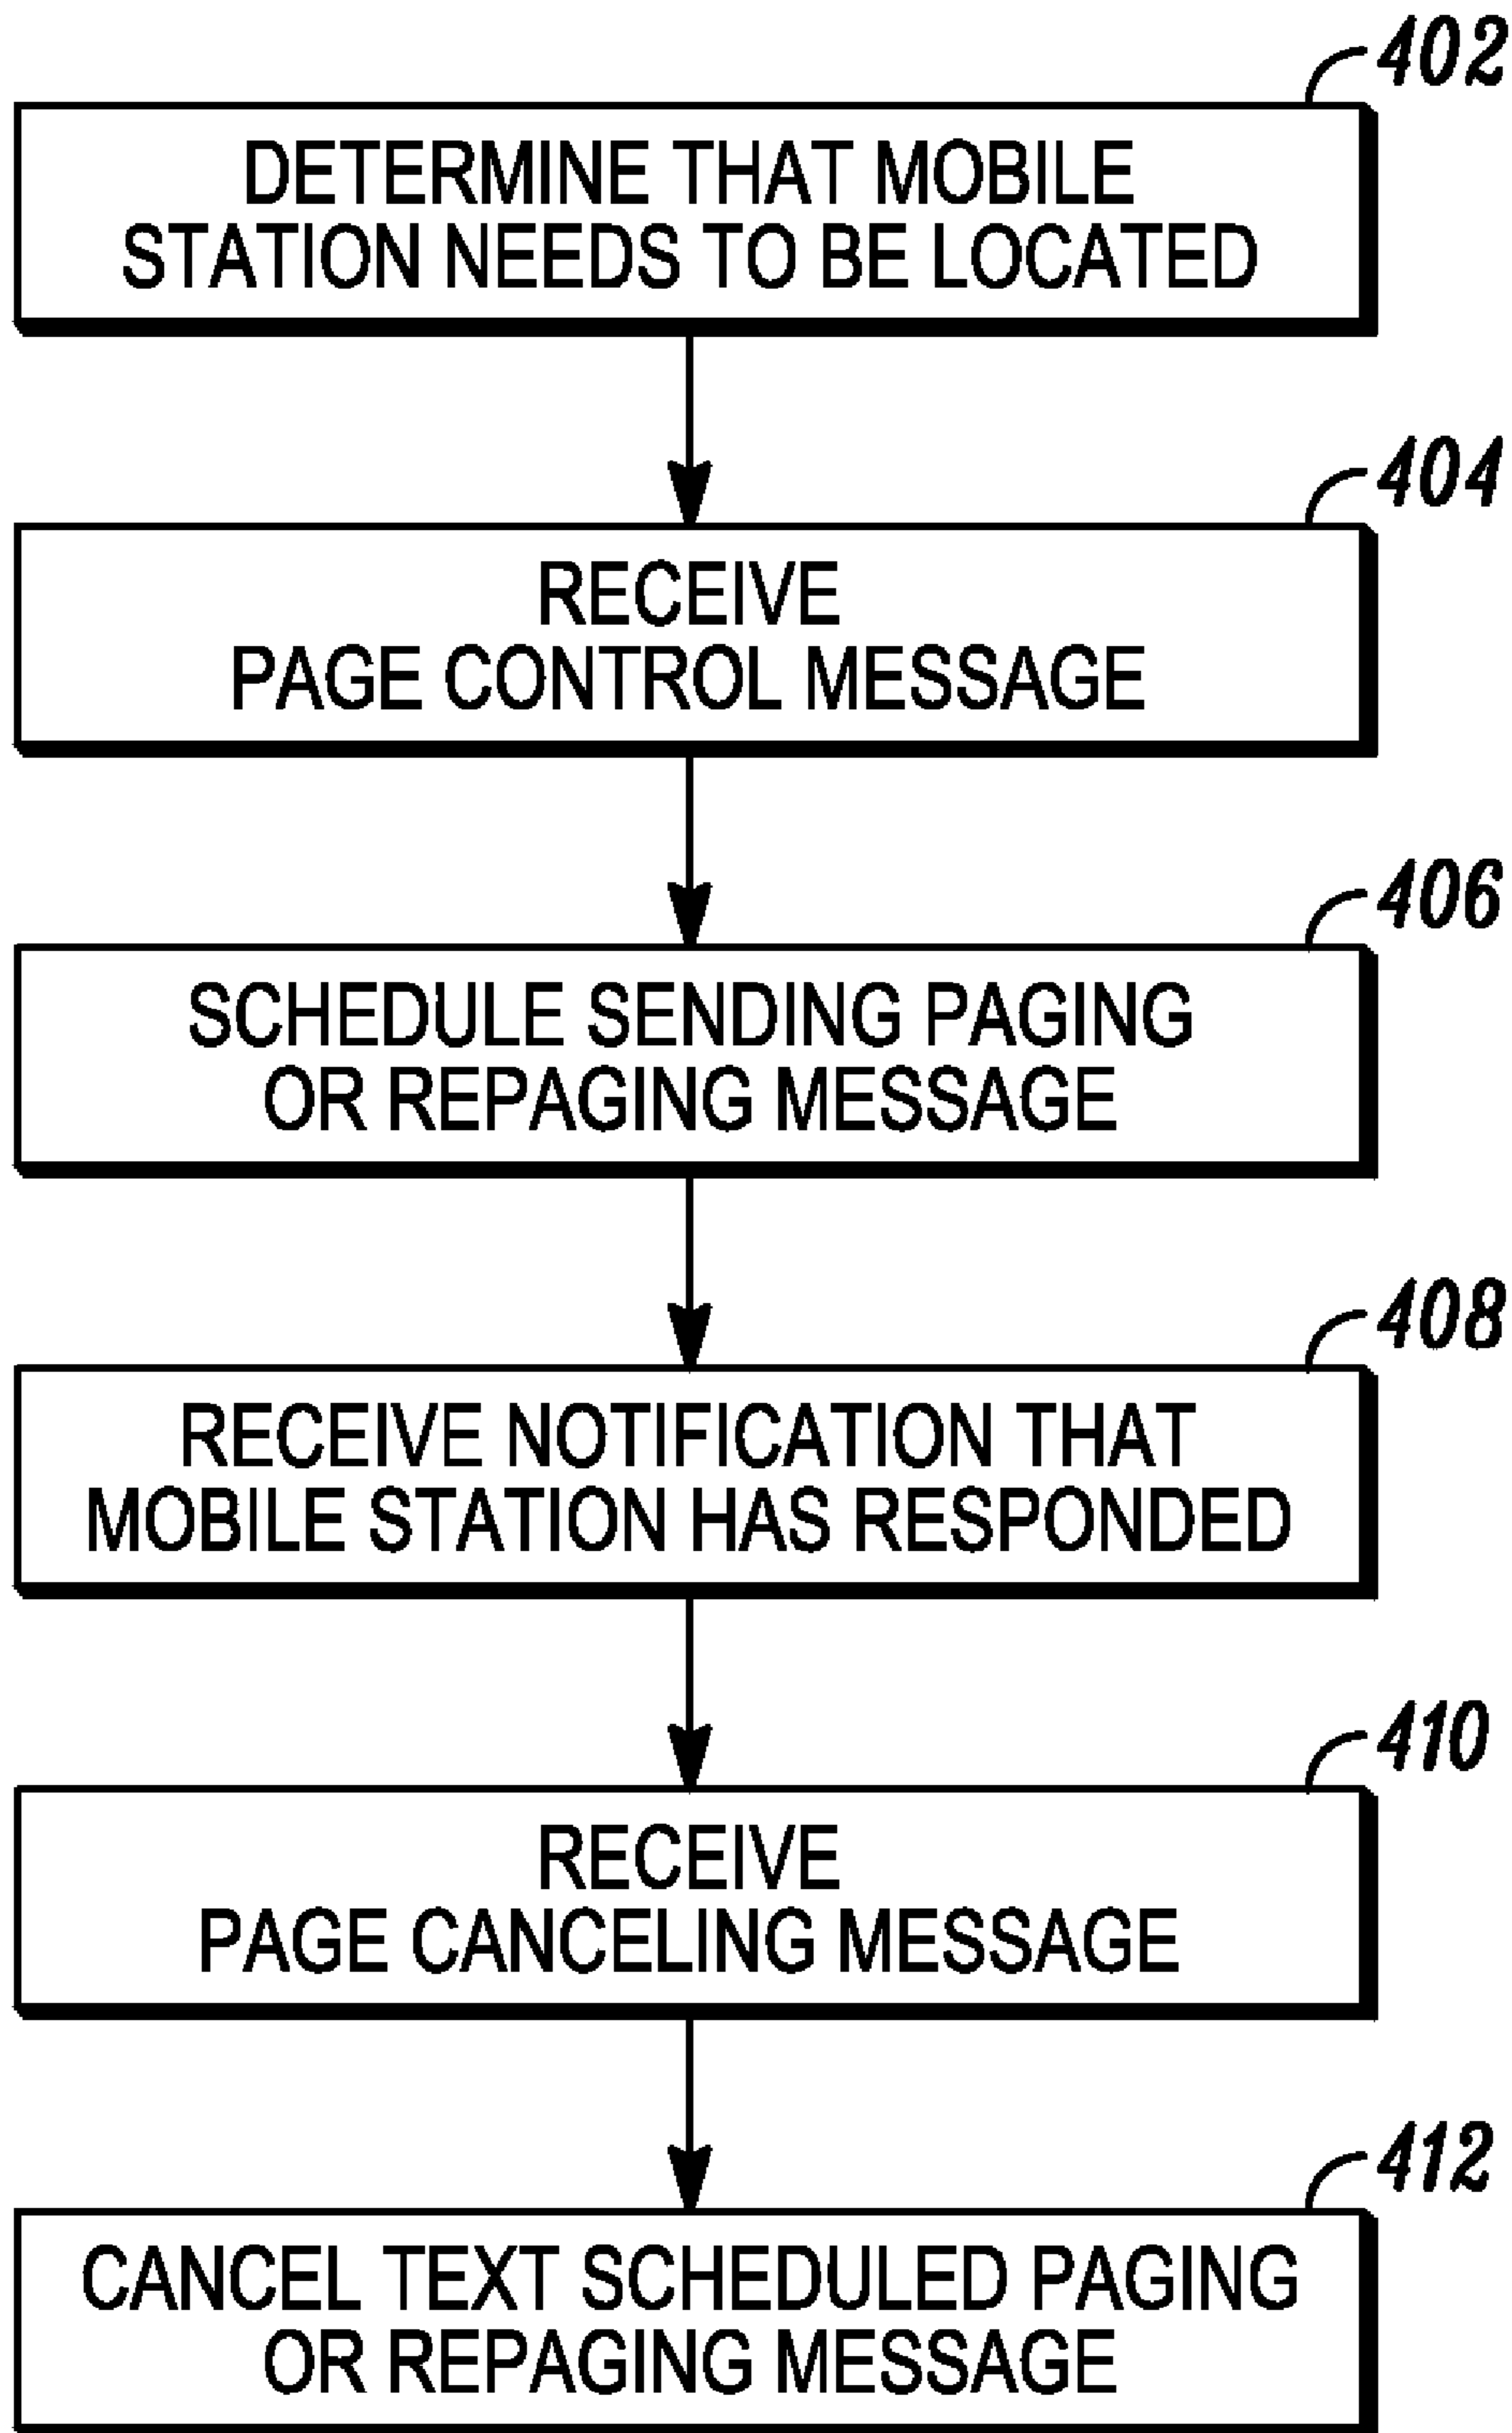 402
DETERMINE THAT MOBILE
STATION NEEDS TO BE LOCATED
404
RECEIVE
PAGE CONTROL MESSAGE
406
SCHEDULE SENDING PAGING
OR REPAGING MESSAGE
408
RECEIVE NOTIFICATION THAT
MOBILE STATION HAS RESPONDED
410
RECEIVE
PAGE CANCELING MESSAGE
412
CANCEL TEXT SCHEDULED PAGING
OR REPAGING MESSAGE